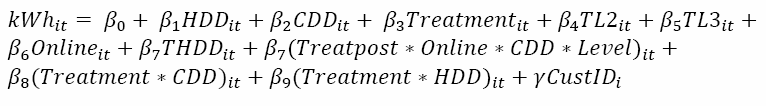 kWh_it = β_0 + β_1HDD_it + β_2CDD_it + β_3Treatment_it + β_4TL2_it + β_5TL3_it +
β_6Online_it + β_7THDD_it + β_7(Treatpost * Online * CDD * Level)_it +
β_8(Treatment * CDD)_it + β_9(Treatment * HDD)_it + γCustID_i